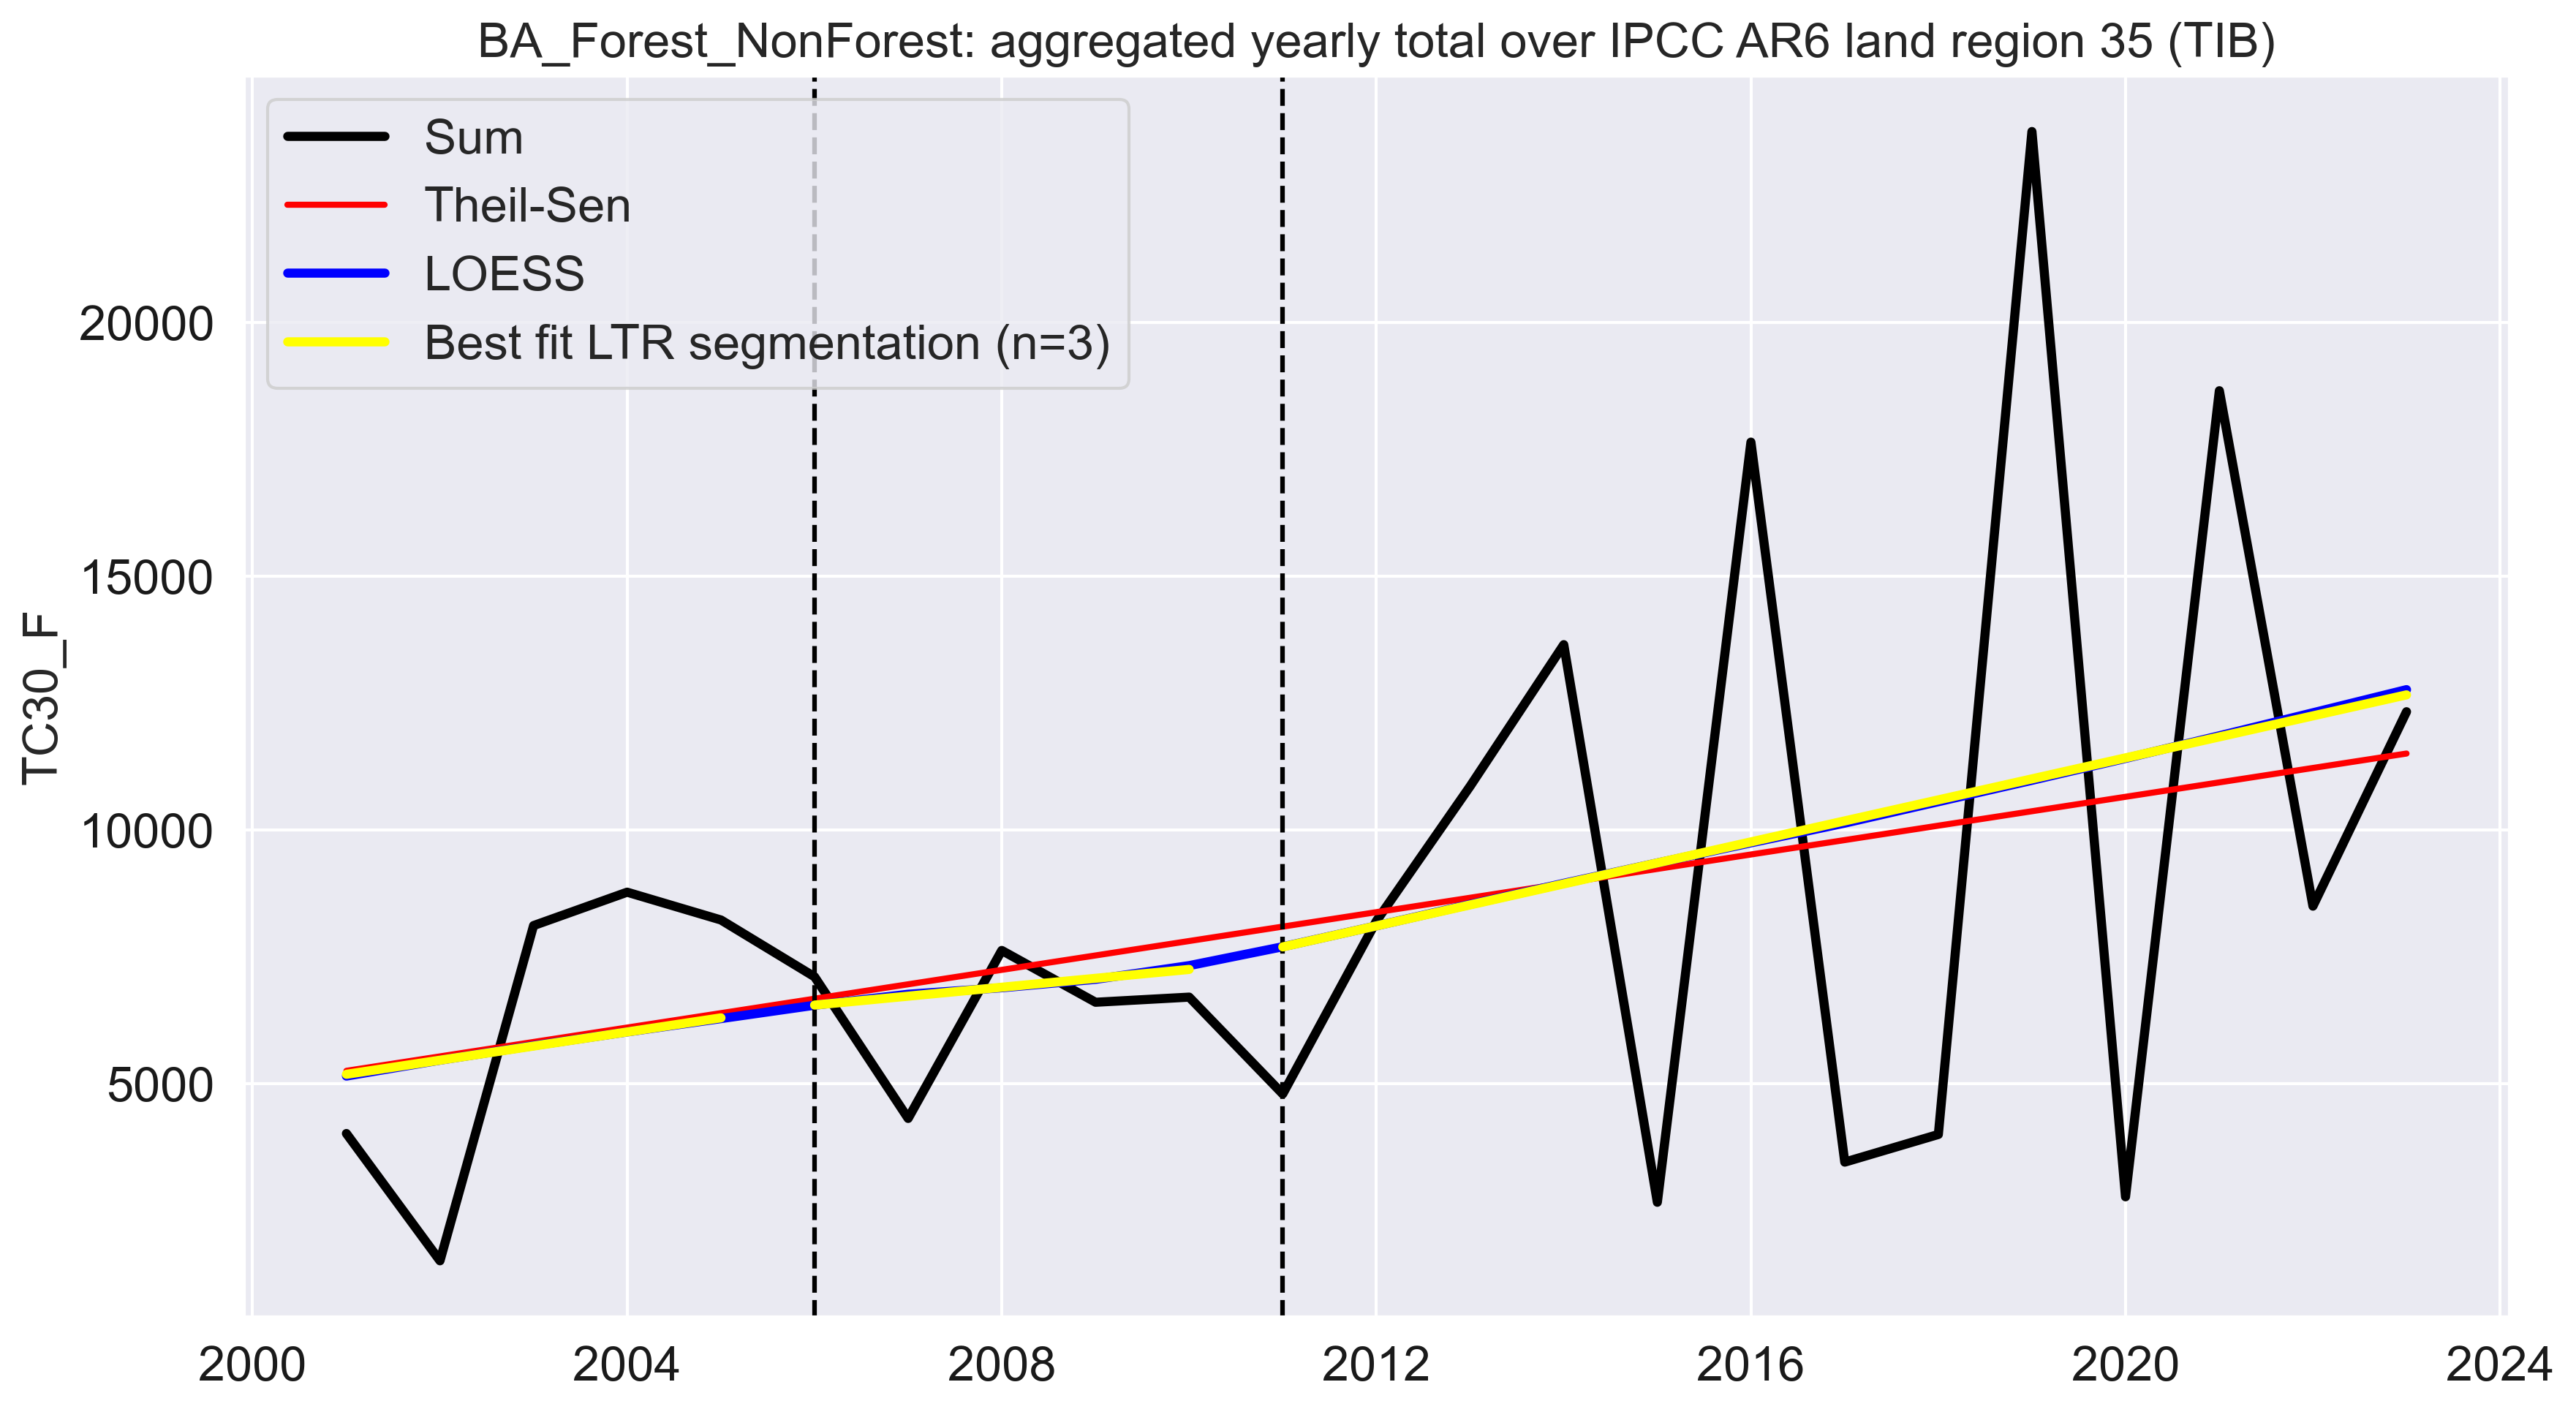 BA_Forest_NonForest: aggregated yearly total over IPCC AR6 land region 35 (TIB)
Sum
Theil-Sen
LOESS
Best fit LTR segmentation (n=3)
TC30_F
20000
15000
10000
5000
2000
2004
2008
2012
2016
2020
2024